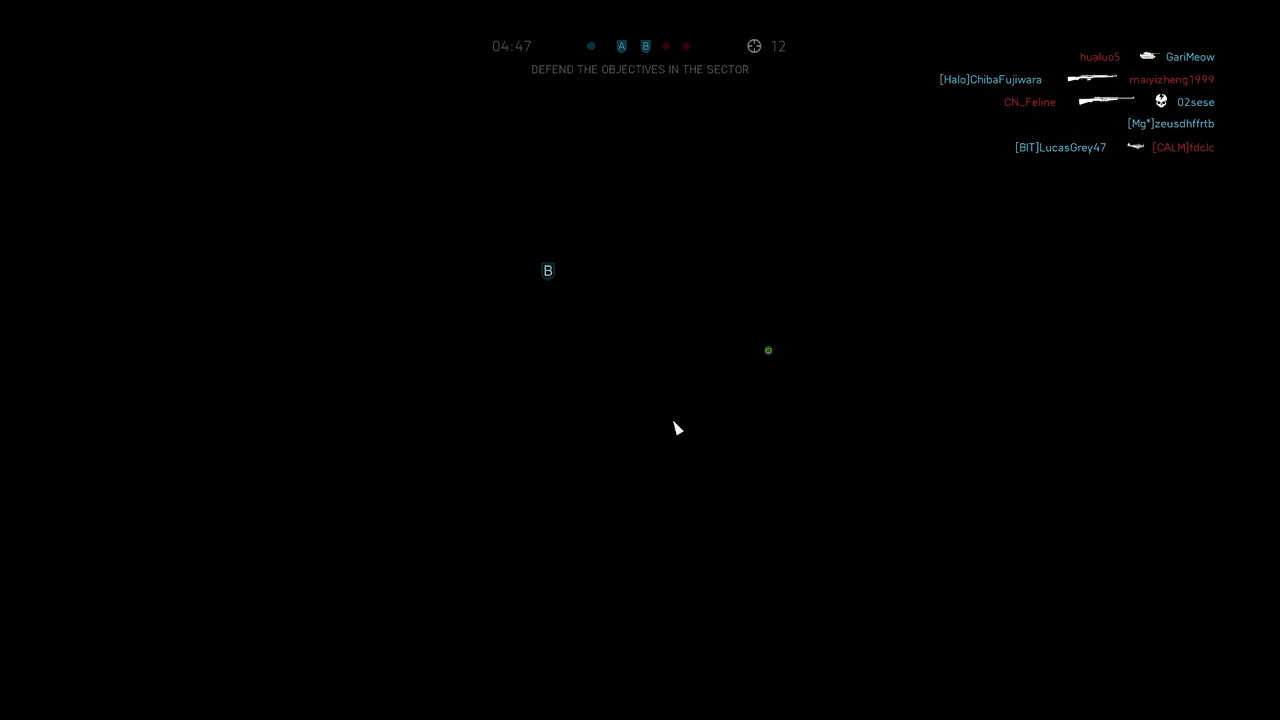 04:47 A B 12
DEFEND THE OBJECTIVES IN THE SECTOR
hualuo5 GariMeow
[Halo]ChibaFujiwara maiyizheng1999
CN_Feline 02sese
[Mg*]zeusdhffrtb
[BIT]LucasGrey47 [CALM]fdclc
B